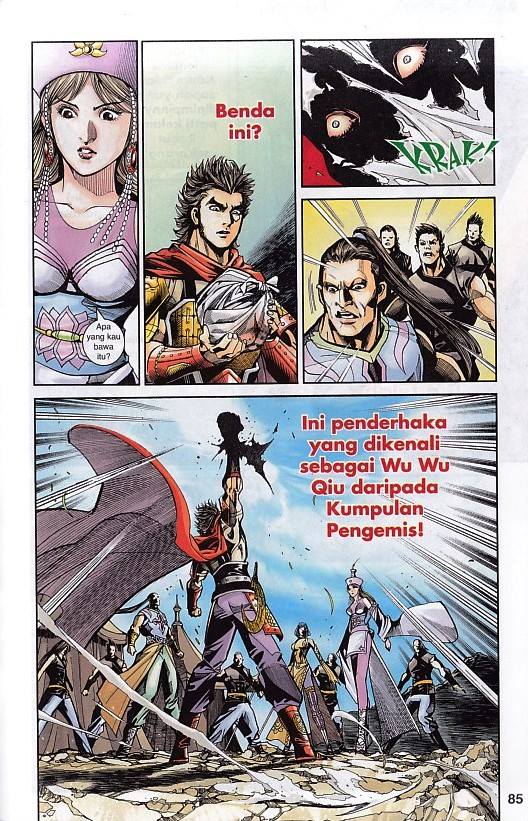 Apa
yang kau
bawa
itu?
Benda
ini?
KRAK!
Ini penderhaka
yang dikenali
sebagai Wu Wu
Qiu daripada
Kumpulan
Pengemis!
85